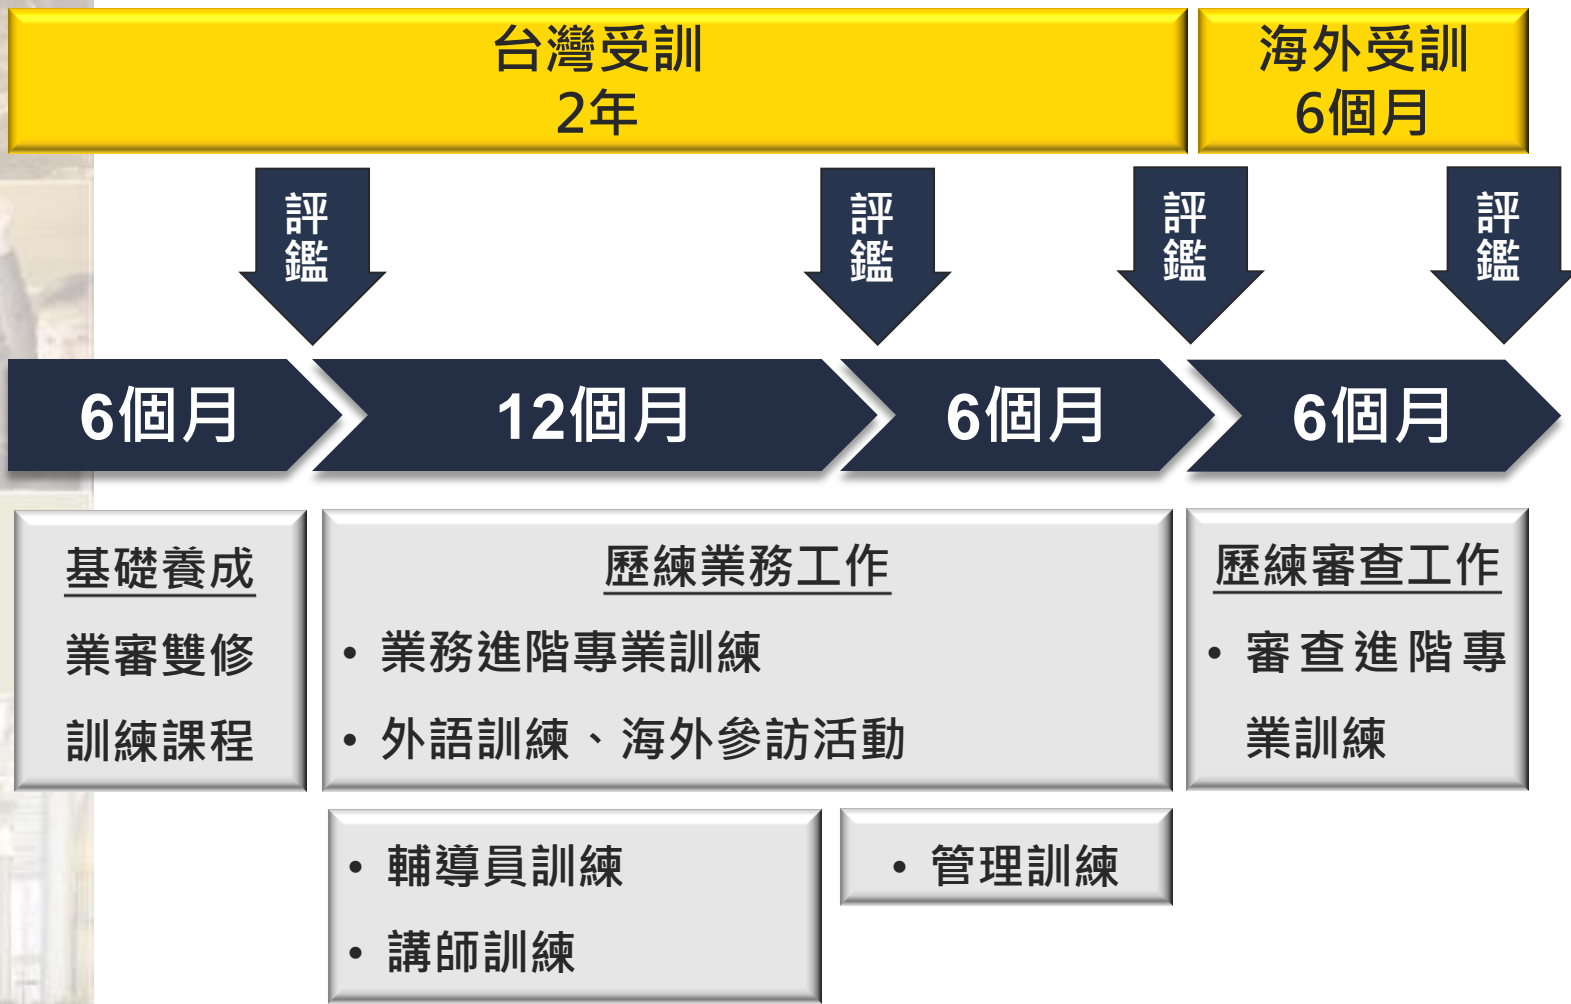 台灣受訓
2年
海外受訓
6個月
評鑑
評鑑
評鑑
評鑑
6個月
12個月
6個月
6個月
基礎養成
業審雙修
訓練課程
歷練業務工作
• 業務進階專業訓練
• 外語訓練、海外參訪活動
歷練審查工作
• 審查進階專
業訓練
• 輔導員訓練
• 講師訓練
• 管理訓練